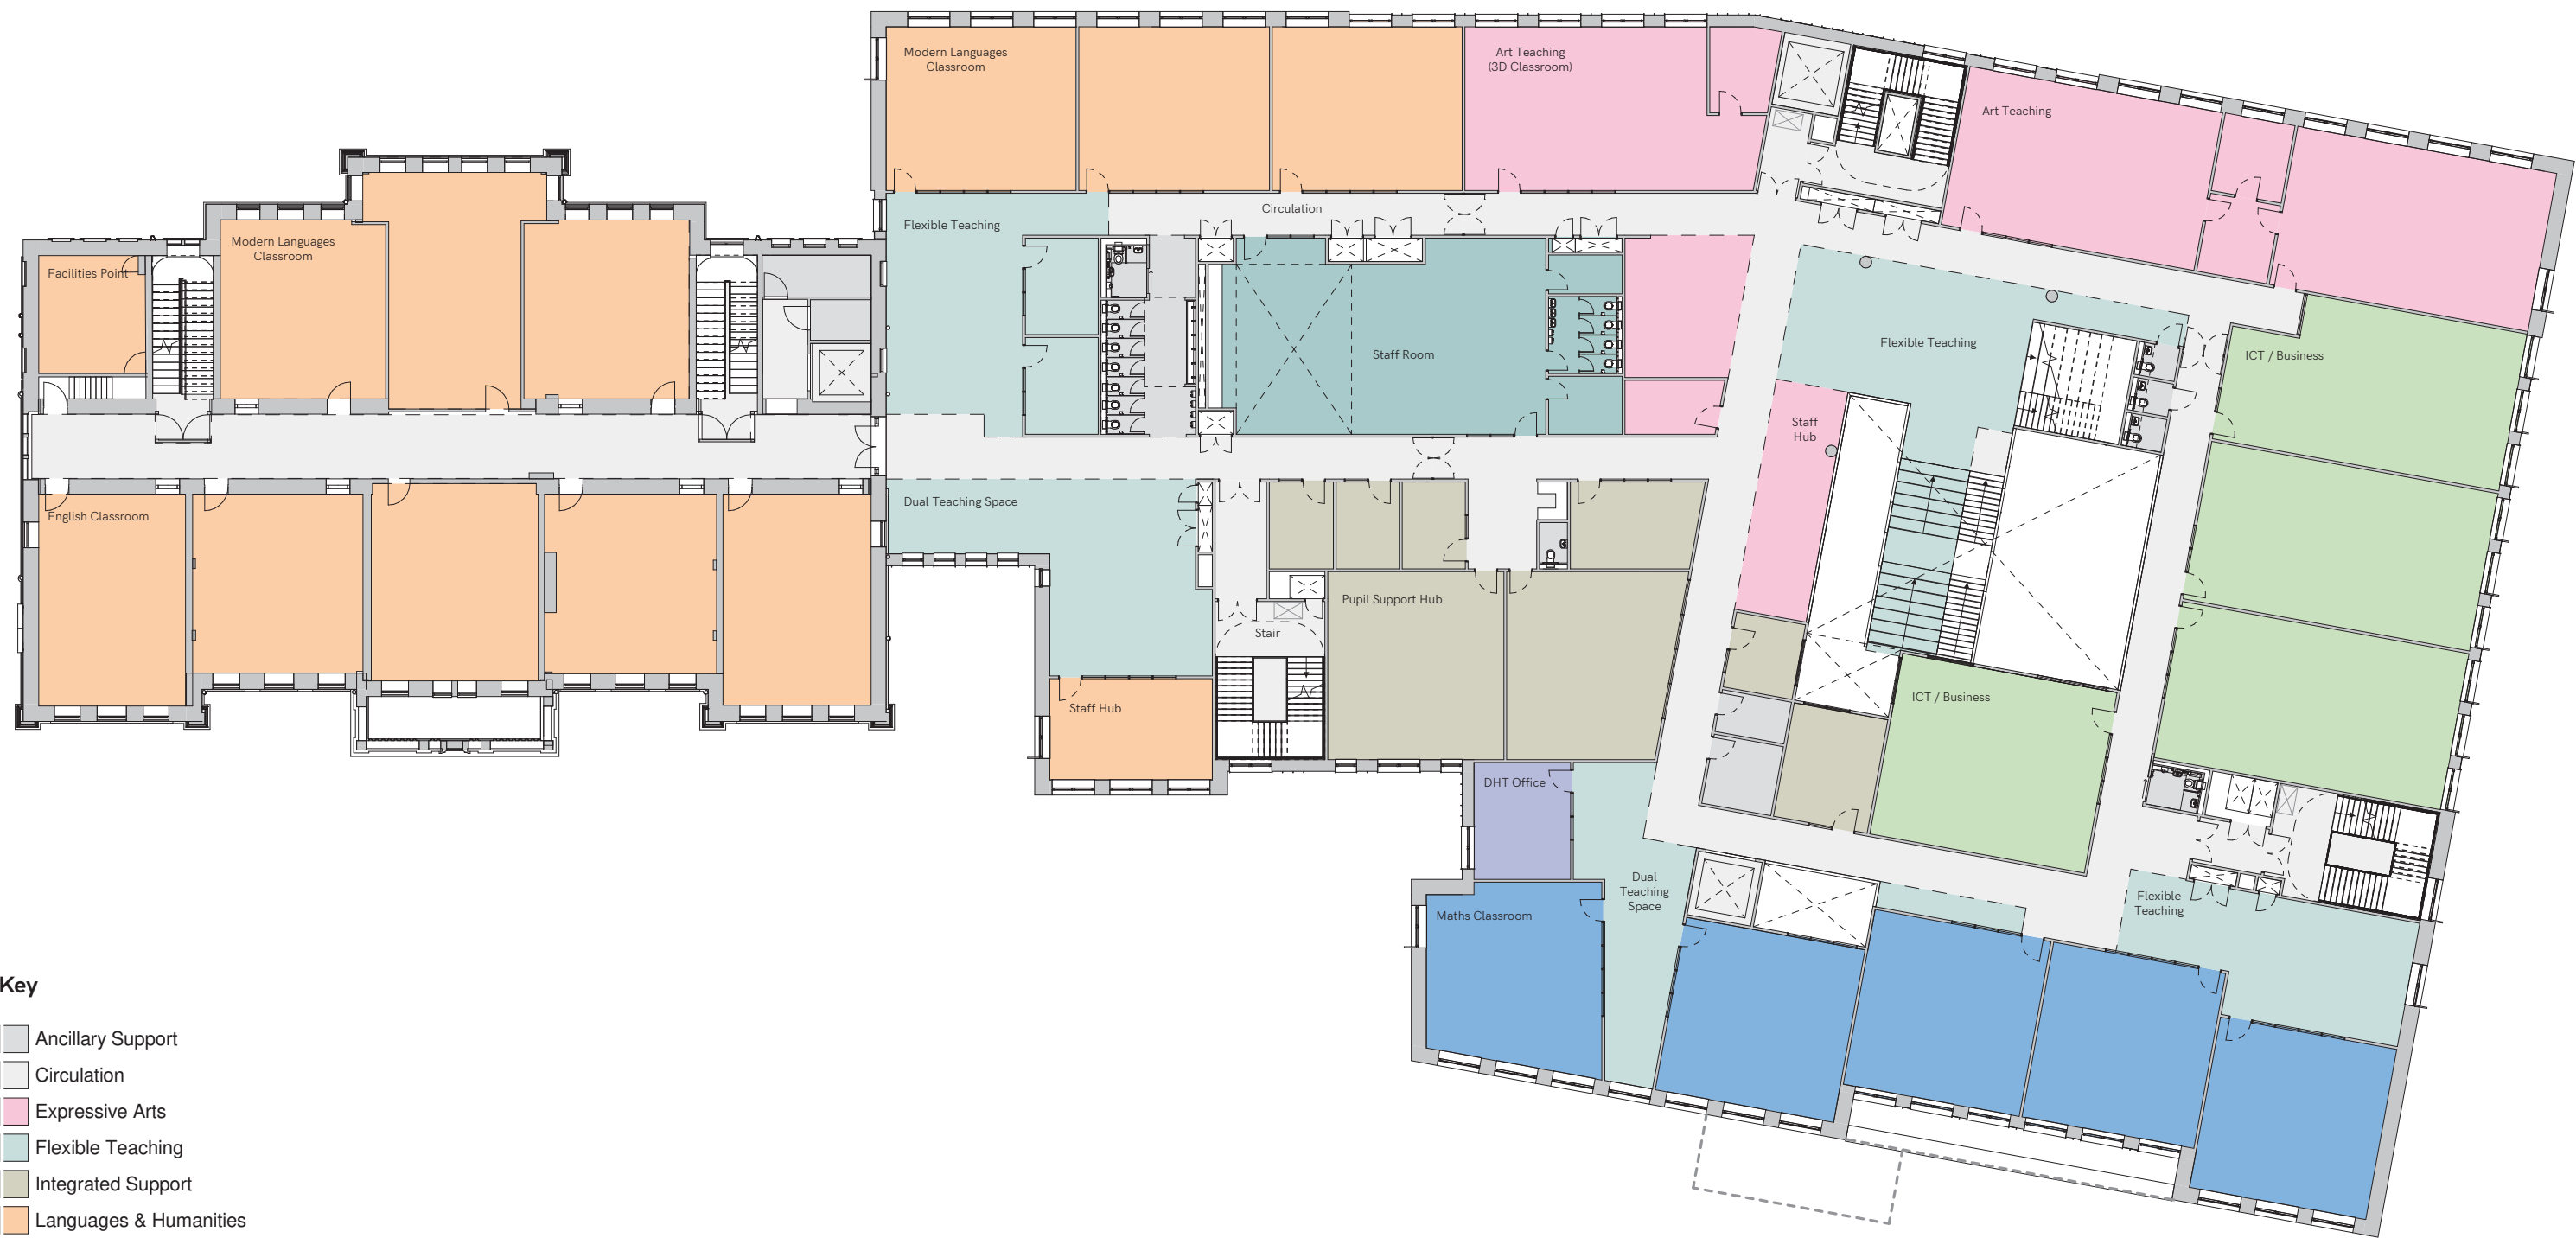 Modern Languages
Classroom
Art Teaching
(3D Classroom)
Art Teaching
Flexible Teaching
Circulation
Modern Languages
Classroom
Facilities Point
Staff Room
Flexible Teaching
ICT / Business
Staff
Hub
English Classroom
Dual Teaching Space
Pupil Support Hub
Stair
Staff Hub
ICT / Business
DHT Office
Dual
Teaching
Space
Flexible
Teaching
Maths Classroom
Key
Ancillary Support
Circulation
Expressive Arts
Flexible Teaching
Integrated Support
Languages & Humanities